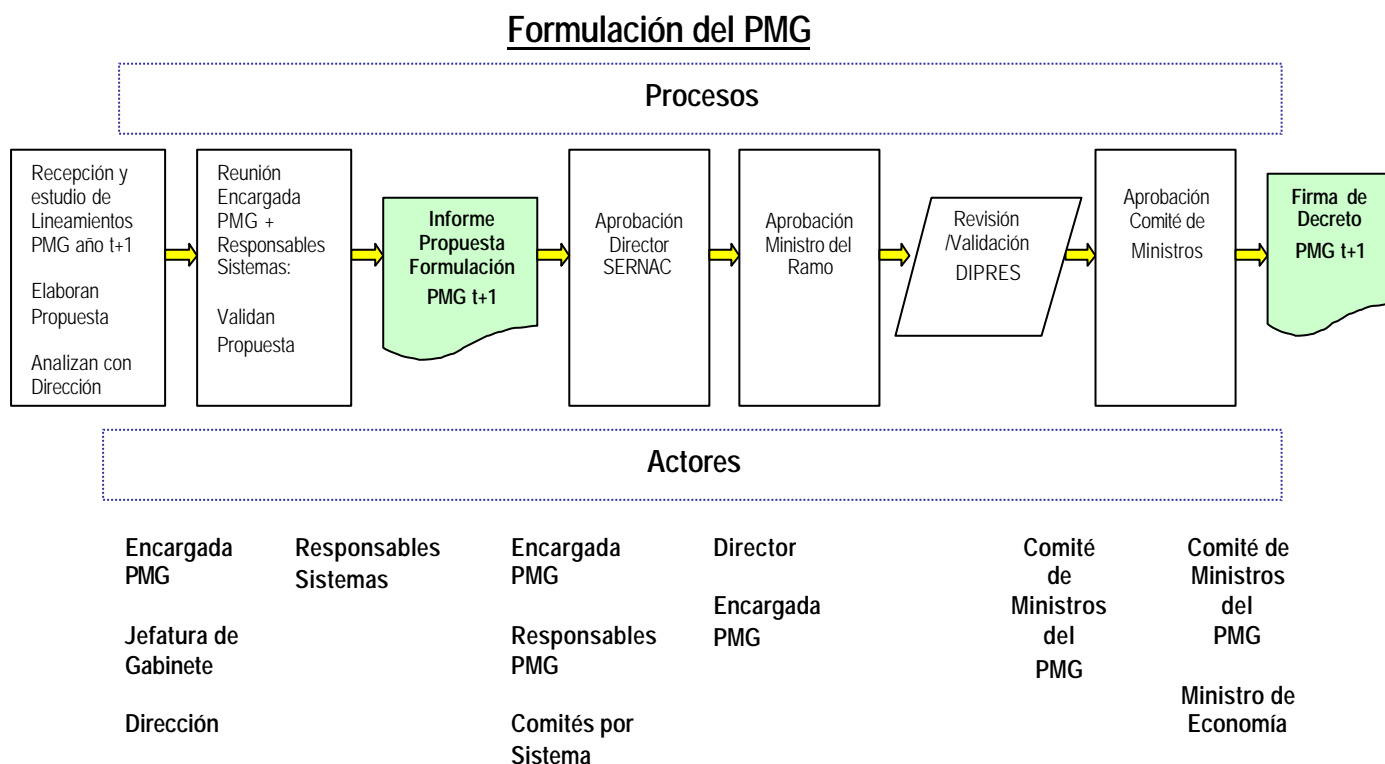 Formulación del PMG
Procesos
Recepción y
estudio de
Lineamientos
PMG año t+1
Elaboran
Propuesta
Analizan con
Dirección
Reunión
Encargada
PMG +
Responsables
Sistemas:
Validan
Propuesta
Informe
Propuesta
Formulación
PMG t+1
Aprobación
Director
SERNAC
Aprobación
Ministro del
Ramo
Revisión
/Validación
DIPRES
Aprobación
Comité de
Ministros
Firma de
Decreto
PMG t+1
Actores
Encargada
PMG
Jefatura de
Gabinete
Dirección
Responsables
Sistemas
Encargada
PMG
Responsables
PMG
Comités por
Sistema
Director
Encargada
PMG
Comité
de
Ministros
del
PMG
Comité de
Ministros
del
PMG
Ministro de
Economía